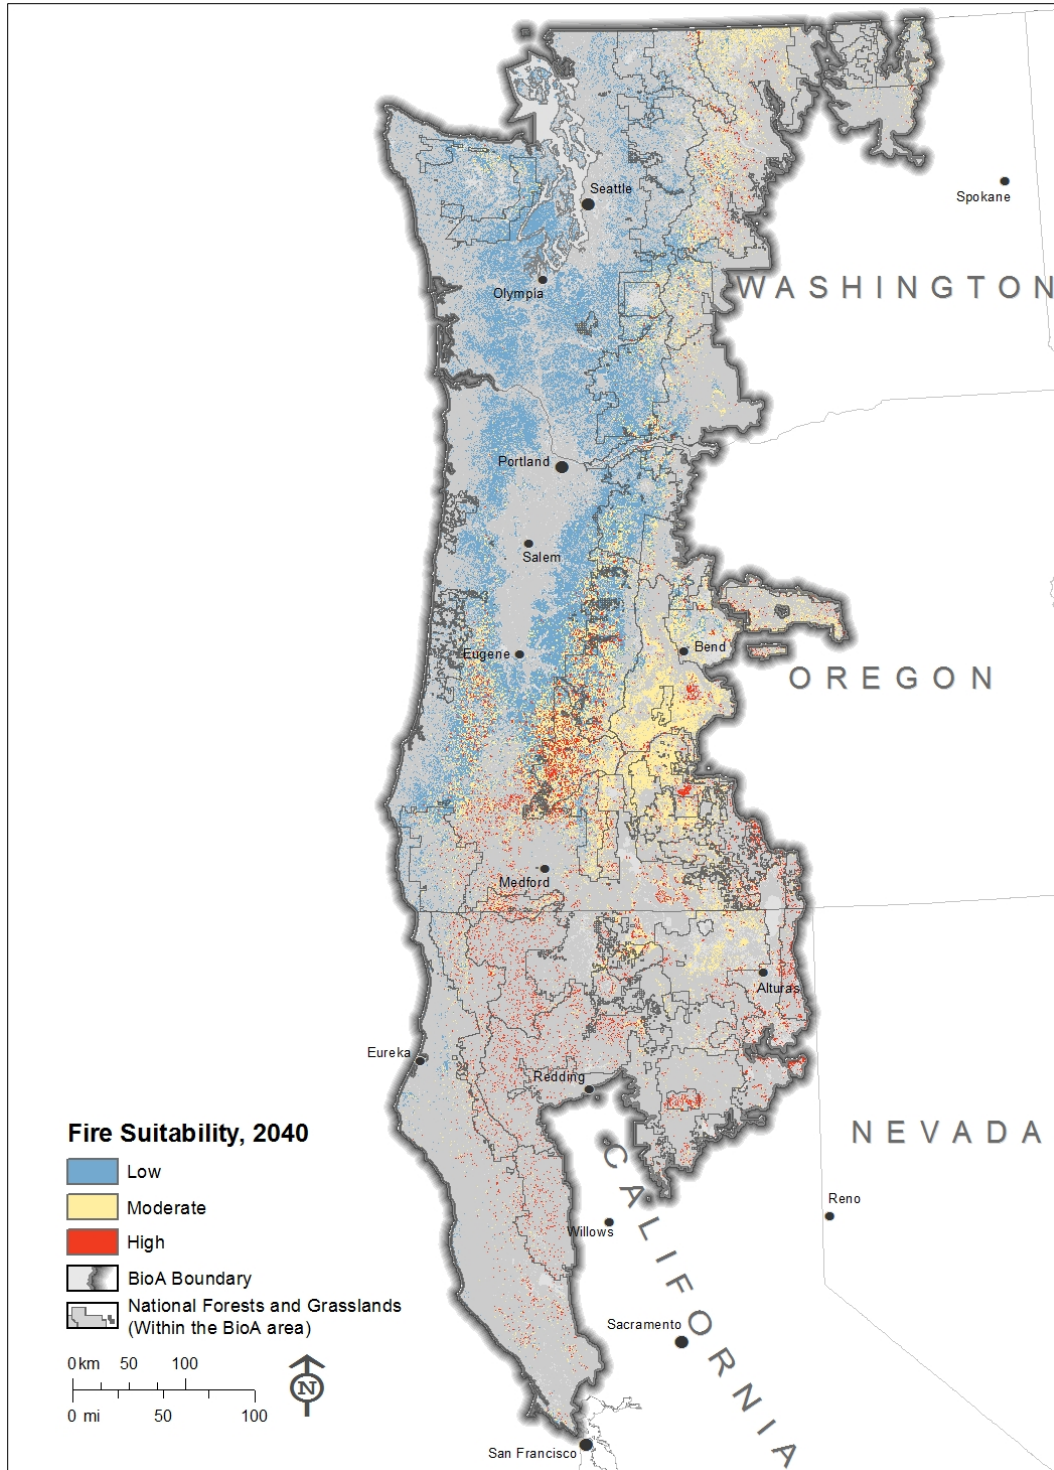 Seattle
Spokane
Olympia
WASHINGTON
Portland
Salem
Eugene
Bend
OREGON
Medford
Alturas
Eureka
Redding
Fire Suitability, 2040
Low
Moderate
High
BioA Boundary
National Forests and Grasslands
(Within the BioA area)
0 km 50 100
0 mi 50 100
N
NEVADA
CALIFORNIA
Reno
Willows
Sacramento
San Francisco